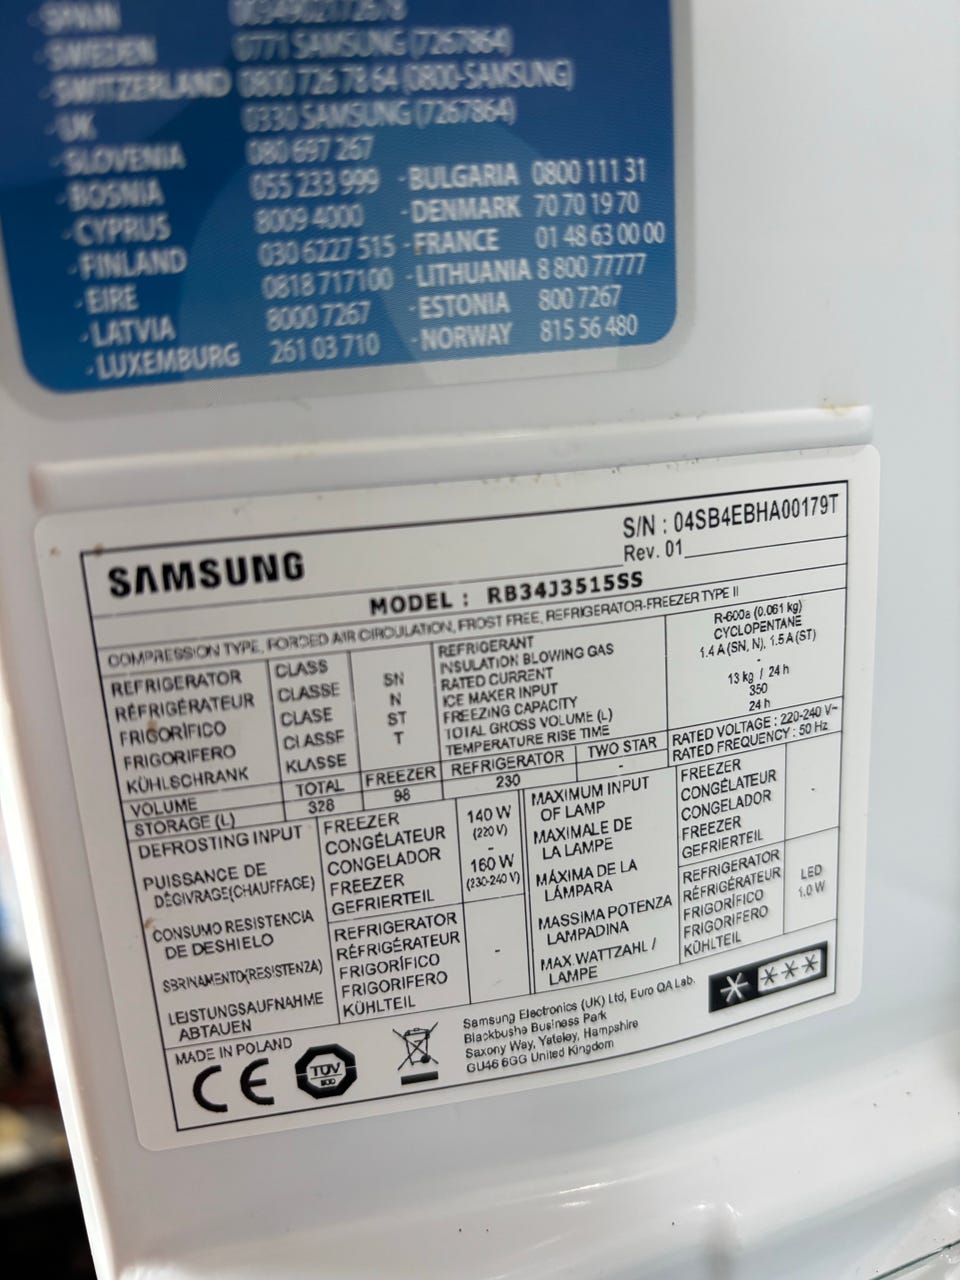 ·SPAIN 0034902172678
·SWEDEN 0771 SAMSUNG (7267864)
·SWITZERLAND 0800 726 78 64 (0800-SAMSUNG)
·UK 0330 SAMSUNG (7267864)
·SLOVENIA 080 697 267
·BOSNIA 055 233 999 ·BULGARIA 0800 111 31
·CYPRUS 8009 4000 ·DENMARK 70 70 19 70
·FINLAND 030 6227 515 ·FRANCE 01 48 63 00 00
·EIRE 0818 717100 ·LITHUANIA 8 800 77777
·LATVIA 8000 7267 ·ESTONIA 800 7267
·LUXEMBURG 261 03 710 ·NORWAY 815 56 480
S/N : 04SB4EBHA00179T
SAMSUNG Rev. 01
MODEL : RB34J3515SS
COMPRESSION TYPE, FORCED AIR CIRCULATION, FROST FREE, REFRIGERATOR-FREEZER TYPE II
REFRIGERATOR CLASS
RÉFRIGÉRATEUR CLASSE
FRIGORÍFICO CLASE
FRIGORIFERO CLASSE
KÜHLSCHRANK KLASSE
SN
N
ST
T
REFRIGERANT R-600a (0.061 kg)
INSULATION BLOWING GAS CYCLOPENTANE
RATED CURRENT 1.4 A (SN, N), 1.5 A (ST)
ICE MAKER INPUT -
FREEZING CAPACITY 13 kg / 24 h
TOTAL GROSS VOLUME (L) 350
TEMPERATURE RISE TIME 24 h
VOLUME TOTAL FREEZER REFRIGERATOR TWO STAR RATED VOLTAGE : 220-240 V~
STORAGE (L) 328 98 230 - RATED FREQUENCY : 50 Hz
DEFROSTING INPUT
PUISSANCE DE
DÉGIVRAGE(CHAUFFAGE)
CONSUMO RESISTENCIA
DE DESHIELO
SBRINAMENTO(RESISTENZA)
LEISTUNGSAUFNAHME
ABTAUEN
FREEZER
CONGÉLATEUR
CONGELADOR
FREEZER
GEFRIERTEIL
140 W
(220 V)
-
160 W
(230-240 V)
REFRIGERATOR
RÉFRIGÉRATEUR
FRIGORÍFICO
FRIGORIFERO
KÜHLTEIL
-
MAXIMUM INPUT
OF LAMP
MAXIMALE DE
LA LAMPE
MÁXIMA DE LA
LÁMPARA
MASSIMA POTENZA
LAMPADINA
MAX.WATTZAHL /
LAMPE
FREEZER
CONGÉLATEUR
CONGELADOR
FREEZER
GEFRIERTEIL
-
REFRIGERATOR
RÉFRIGÉRATEUR
FRIGORÍFICO
FRIGORIFERO
KÜHLTEIL
LED
1.0 W
MADE IN POLAND
CE
TÜV
Samsung Electronics (UK) Ltd, Euro QA Lab.
Blackbushe Business Park
Saxony Way, Yateley, Hampshire
GU46 6GG United Kingdom